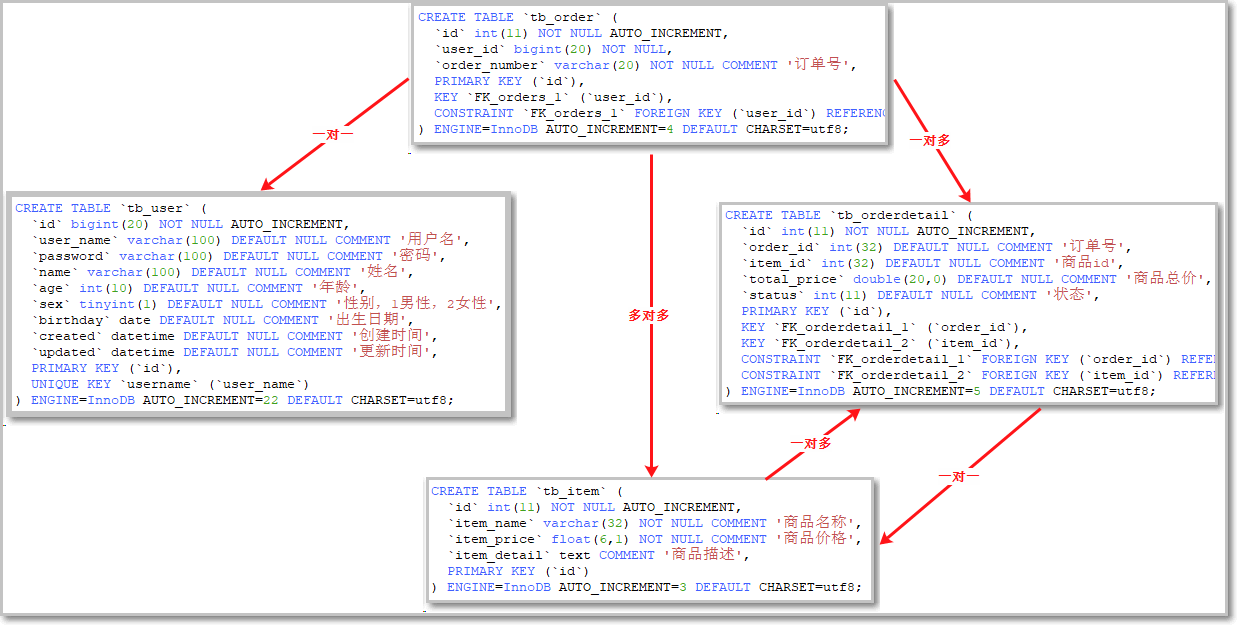 CREATE TABLE `tb_order` (
`id` int(11) NOT NULL AUTO_INCREMENT,
`user_id` bigint(20) NOT NULL,
`order_number` varchar(20) NOT NULL COMMENT '订单号',
PRIMARY KEY (`id`),
KEY `FK_orders_1` (`user_id`),
CONSTRAINT `FK_orders_1` FOREIGN KEY (`user_id`) REFERENC
) ENGINE=InnoDB AUTO_INCREMENT=4 DEFAULT CHARSET=utf8;
一对一
一对多
CREATE TABLE `tb_user` (
`id` bigint(20) NOT NULL AUTO_INCREMENT,
`user_name` varchar(100) DEFAULT NULL COMMENT '用户名',
`password` varchar(100) DEFAULT NULL COMMENT '密码',
`name` varchar(100) DEFAULT NULL COMMENT '姓名',
`age` int(10) DEFAULT NULL COMMENT '年龄',
`sex` tinyint(1) DEFAULT NULL COMMENT '性别，1男性，2女性',
`birthday` date DEFAULT NULL COMMENT '出生日期',
`created` datetime DEFAULT NULL COMMENT '创建时间',
`updated` datetime DEFAULT NULL COMMENT '更新时间',
PRIMARY KEY (`id`),
UNIQUE KEY `username` (`user_name`)
) ENGINE=InnoDB AUTO_INCREMENT=22 DEFAULT CHARSET=utf8;
多对多
CREATE TABLE `tb_orderdetail` (
`id` int(11) NOT NULL AUTO_INCREMENT,
`order_id` int(32) DEFAULT NULL COMMENT '订单号',
`item_id` int(32) DEFAULT NULL COMMENT '商品id',
`total_price` double(20,0) DEFAULT NULL COMMENT '商品总价',
`status` int(11) DEFAULT NULL COMMENT '状态',
PRIMARY KEY (`id`),
KEY `FK_orderdetail_1` (`order_id`),
KEY `FK_orderdetail_2` (`item_id`),
CONSTRAINT `FK_orderdetail_1` FOREIGN KEY (`order_id`) REFER
CONSTRAINT `FK_orderdetail_2` FOREIGN KEY (`item_id`) REFERE
) ENGINE=InnoDB AUTO_INCREMENT=5 DEFAULT CHARSET=utf8;
一对多
一对一
CREATE TABLE `tb_item` (
`id` int(11) NOT NULL AUTO_INCREMENT,
`item_name` varchar(32) NOT NULL COMMENT '商品名称',
`item_price` float(6,1) NOT NULL COMMENT '商品价格',
`item_detail` text COMMENT '商品描述',
PRIMARY KEY (`id`)
) ENGINE=InnoDB AUTO_INCREMENT=3 DEFAULT CHARSET=utf8;